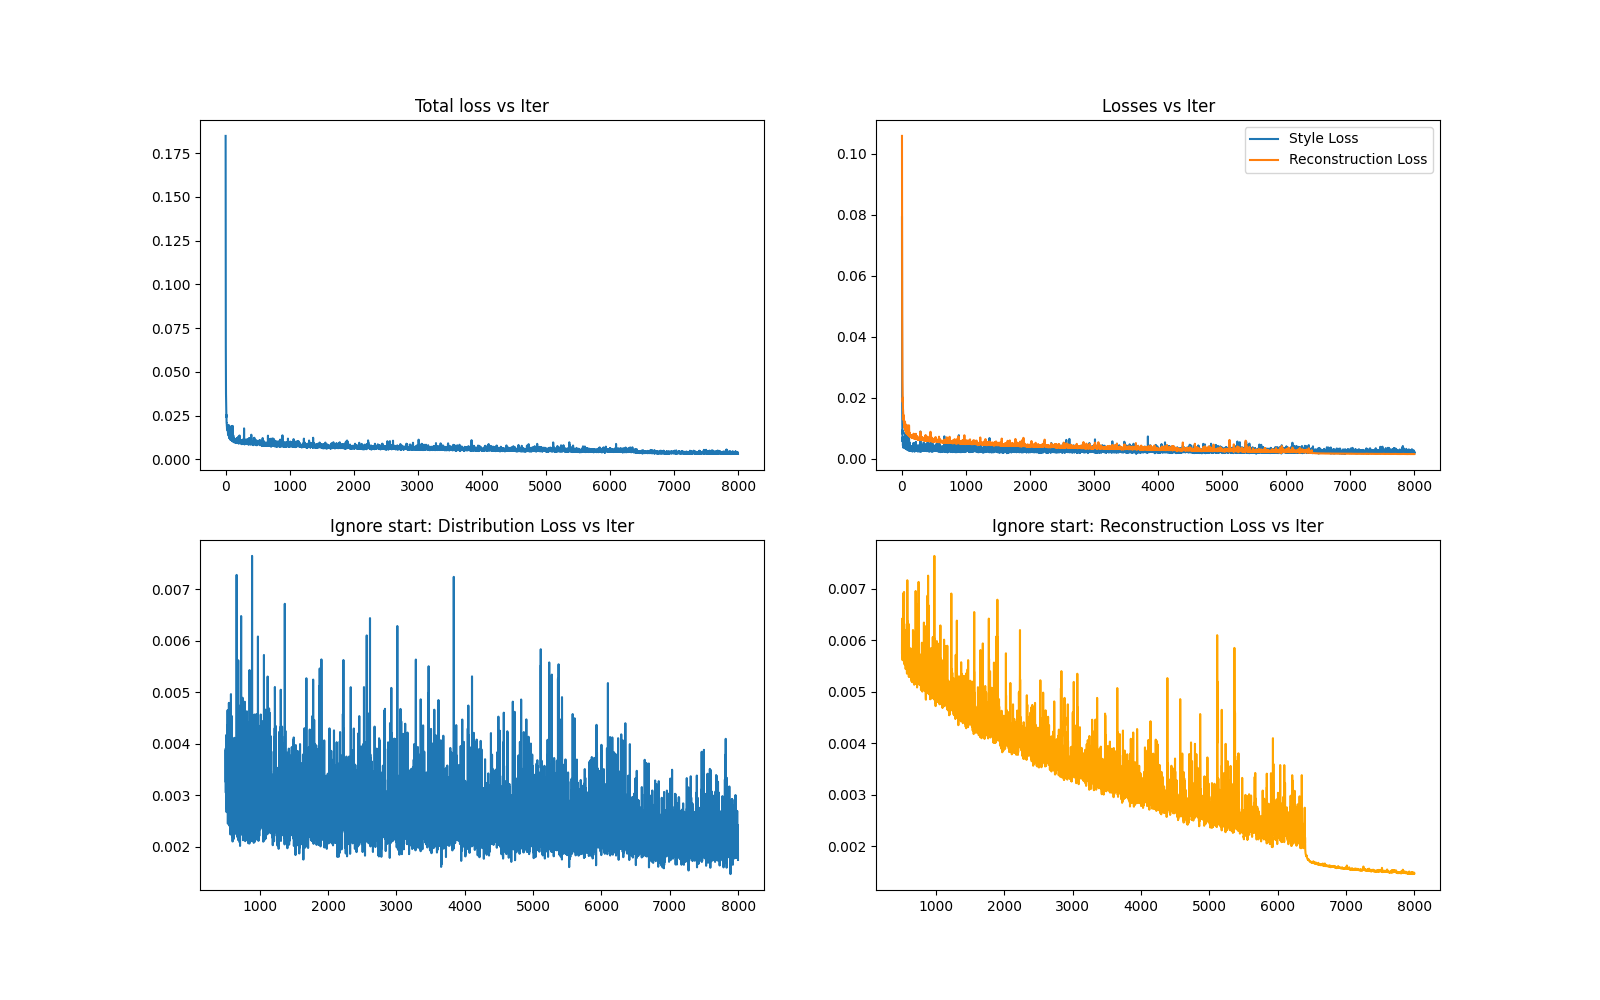 Total loss vs Iter
0.175
0.150
0.125
0.100
0.075
0.050
0.025
0.000
0 1000 2000 3000 4000 5000 6000 7000 8000
Losses vs Iter
Style Loss
Reconstruction Loss
0.10
0.08
0.06
0.04
0.02
0.00
0 1000 2000 3000 4000 5000 6000 7000 8000
Ignore start: Distribution Loss vs Iter
0.007
0.006
0.005
0.004
0.003
0.002
1000 2000 3000 4000 5000 6000 7000 8000
Ignore start: Reconstruction Loss vs Iter
0.007
0.006
0.005
0.004
0.003
0.002
1000 2000 3000 4000 5000 6000 7000 8000